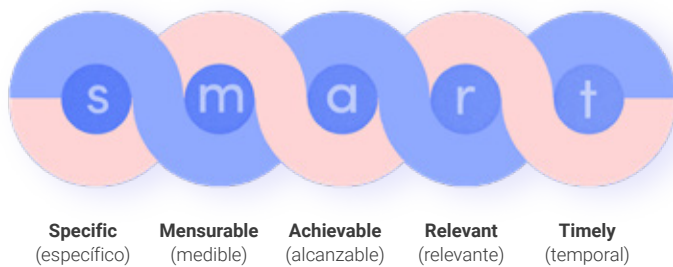 s m a r t
Specific Mensurable Achievable Relevant Timely
(específico) (medible) (alcanzable) (relevante) (temporal)